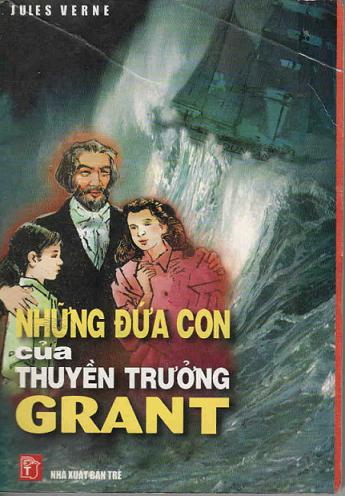 JULES VERNE
NHỮNG ĐỨA CON
của
THUYỀN TRƯỞNG
GRANT
NHÀ XUẤT BẢN TRẺ